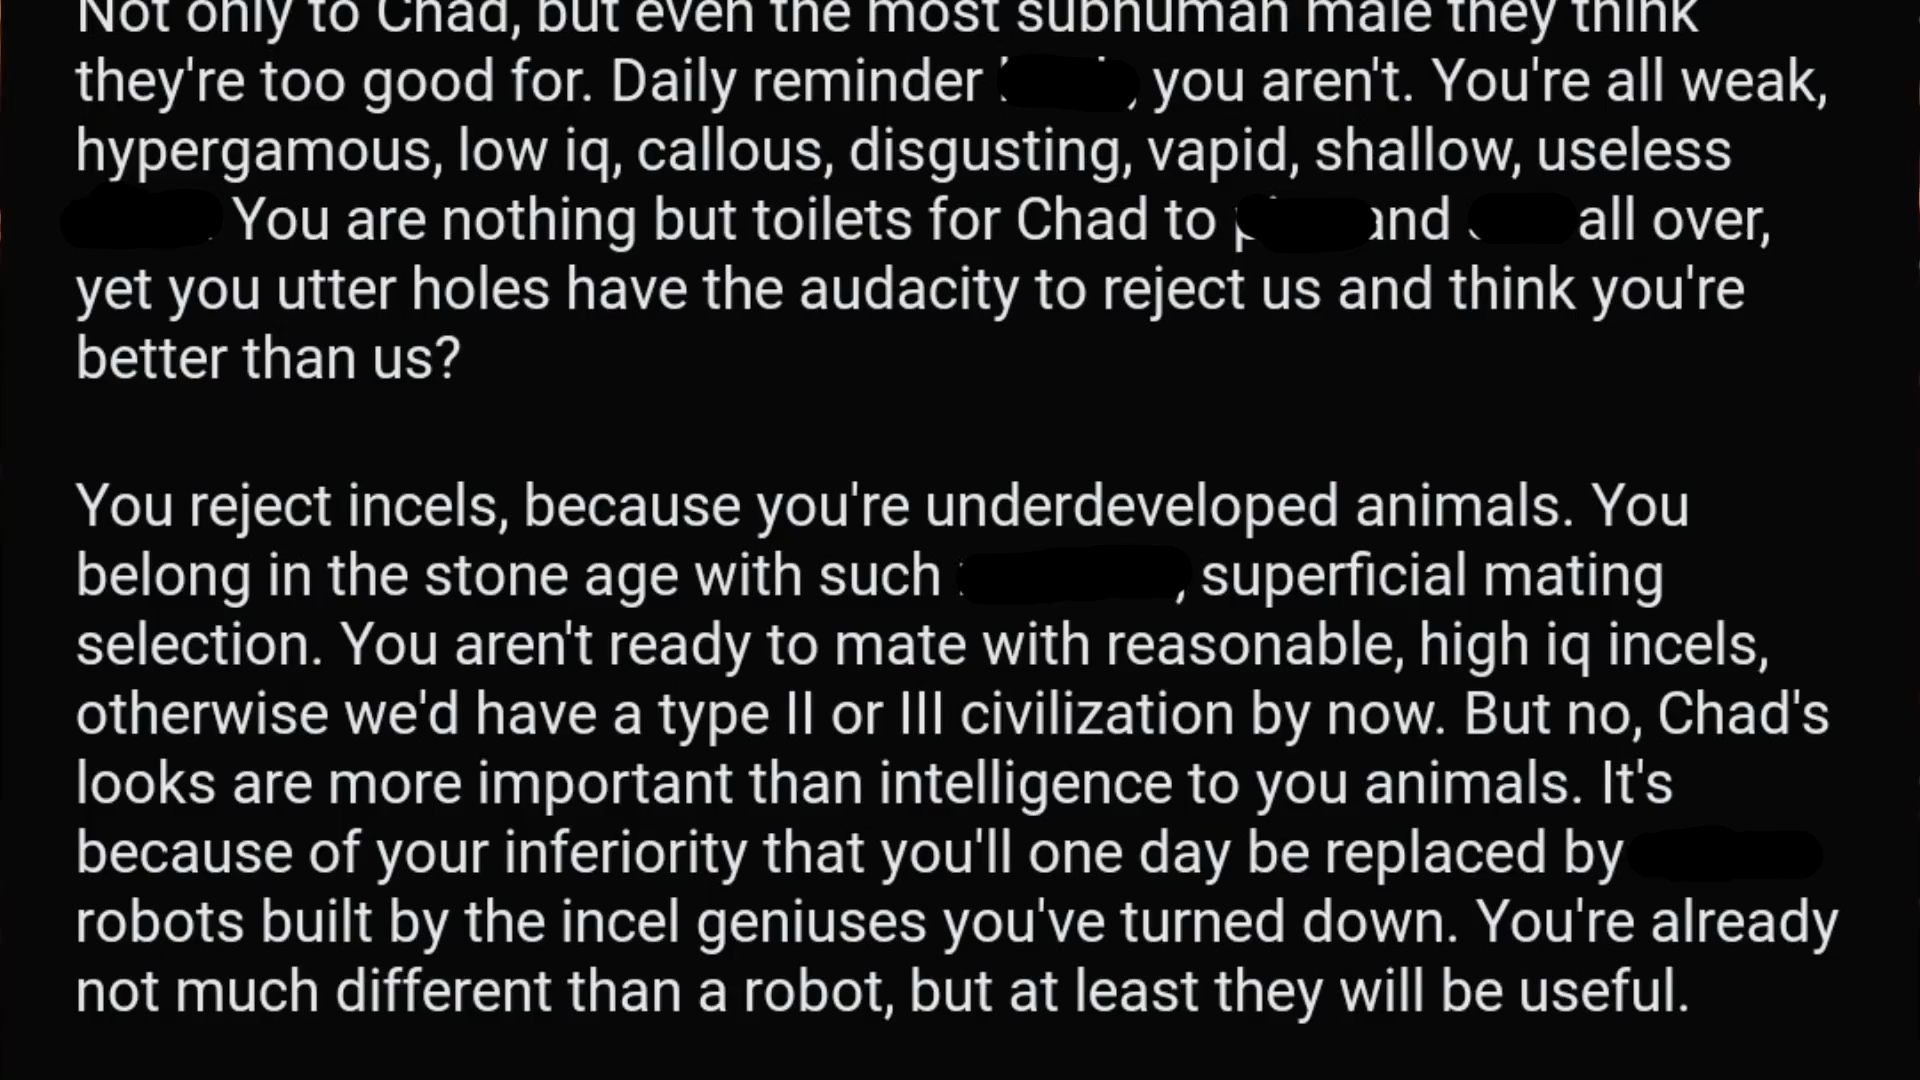 Not only to Chad, but even the most subhuman male they think
they're too good for. Daily reminder , you aren't. You're all weak,
hypergamous, low iq, callous, disgusting, vapid, shallow, useless
. You are nothing but toilets for Chad to and all over,
yet you utter holes have the audacity to reject us and think you're
better than us?
You reject incels, because you're underdeveloped animals. You
belong in the stone age with such , superficial mating
selection. You aren't ready to mate with reasonable, high iq incels,
otherwise we'd have a type II or III civilization by now. But no, Chad's
looks are more important than intelligence to you animals. It's
because of your inferiority that you'll one day be replaced by
robots built by the incel geniuses you've turned down. You're already
not much different than a robot, but at least they will be useful.